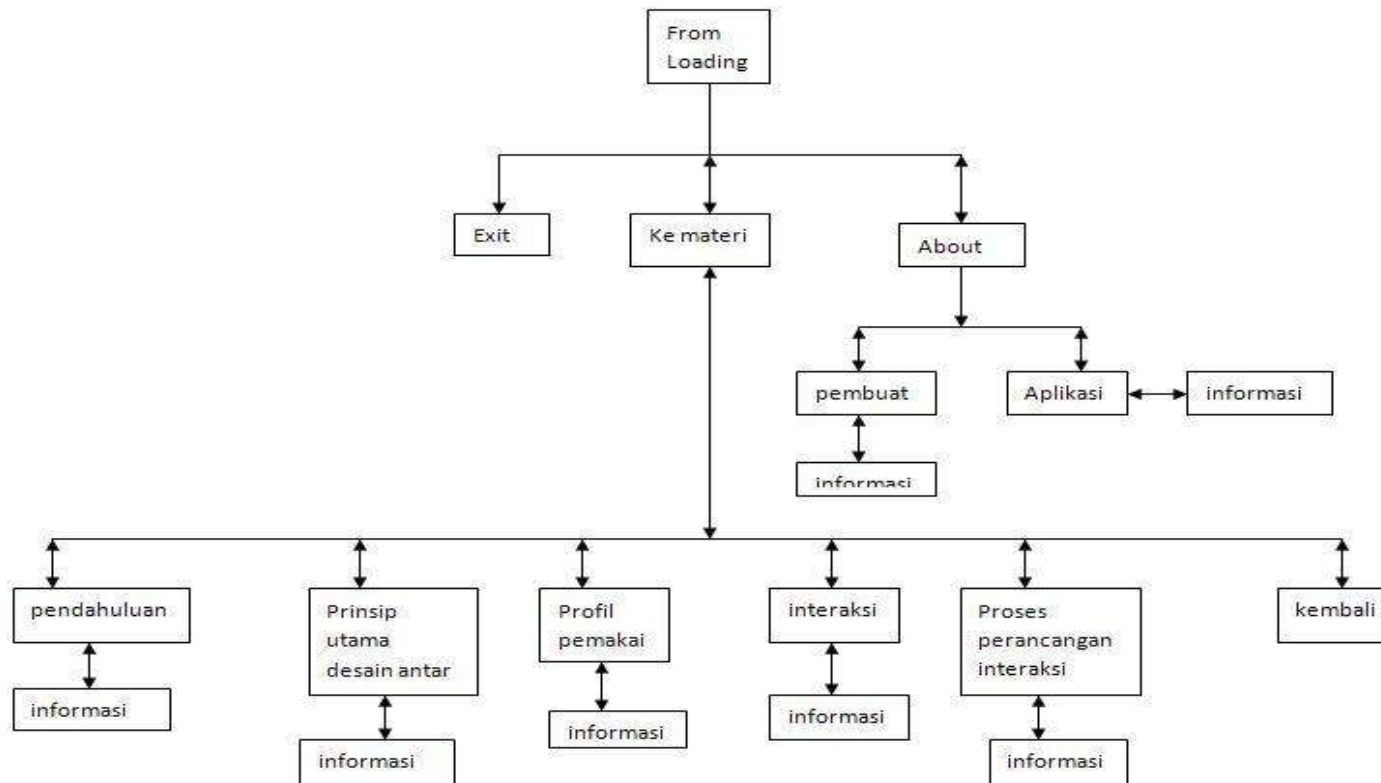 From
Loading
Exit
Ke materi
About
pembuat
Aplikasi
informasi
informasi
pendahuluan
Prinsip
utama
desain antar
Profil
pemakai
interaksi
Proses
perancangan
interaksi
kembali
informasi
informasi
informasi
informasi
informasi